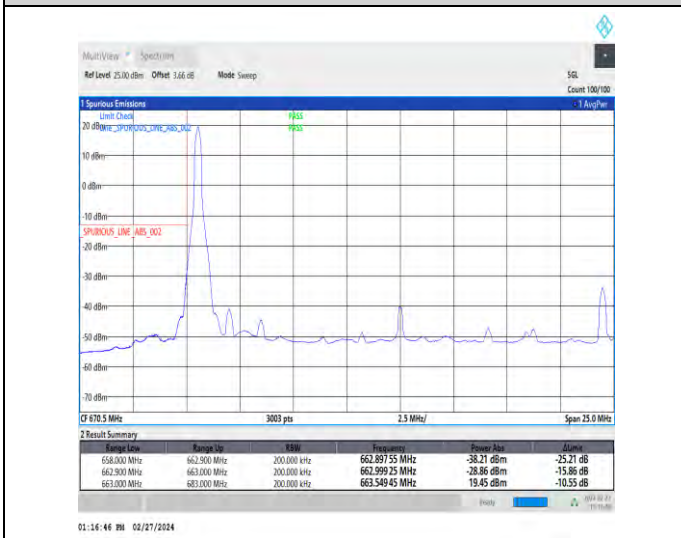 MultiView Spectrum
Ref Level 25.00 dBm Offset 3.66 dB Mode Sweep SGL
Count 100/100
1 Spurious Emissions 1 AvgPwr
Limit Check PASS
20 dBm LINE_SPURIOUS_LINE_ABS_002 PASS
10 dBm
0 dBm
-10 dBm
_SPURIOUS_LINE_ABS_002
-20 dBm
-30 dBm
-40 dBm
-50 dBm
-60 dBm
-70 dBm
CF 670.5 MHz 3003 pts 2.5 MHz/ Span 25.0 MHz
2 Result Summary
Range Low Range Up RBW Frequency Power Abs ΔLimit
658.000 MHz 662.900 MHz 200.000 kHz 662.897 55 MHz -38.21 dBm -25.21 dB
662.900 MHz 663.000 MHz 200.000 kHz 662.999 25 MHz -28.86 dBm -15.86 dB
663.000 MHz 683.000 MHz 200.000 kHz 663.549 45 MHz 19.45 dBm -10.55 dB
Ready
01:16:46 PM 02/27/2024